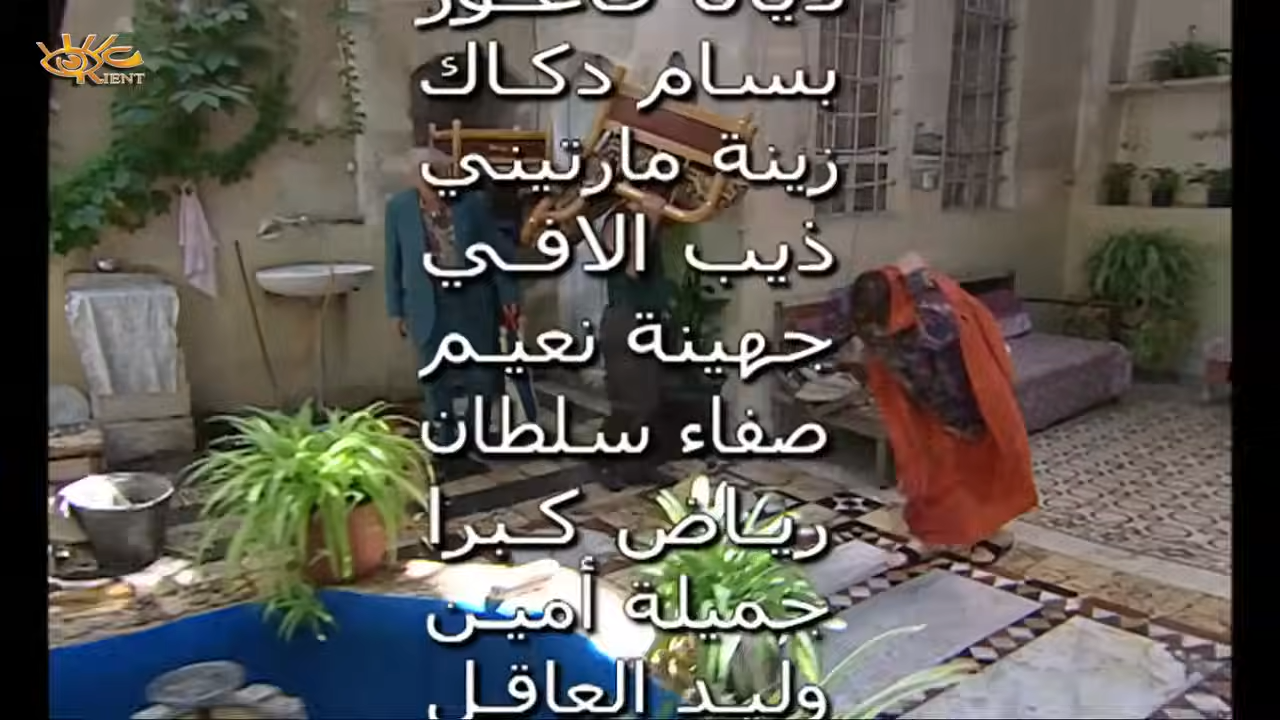 بسام دكاك
زينة مارتيني
ذيب الافي
جهينة نعيم
صفاء سلطان
رياض كبرا
جميلة أمين
وليد العاقل